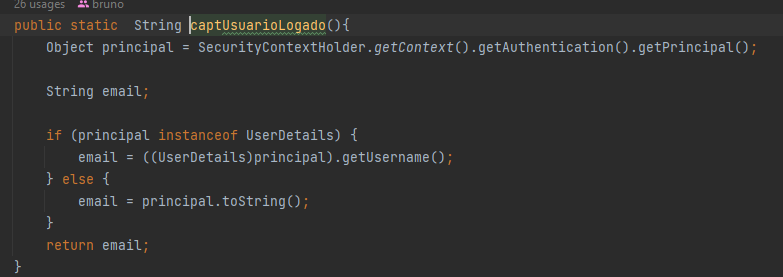 26 usages bruno
public static  String captUsuarioLogado(){
    Object principal = SecurityContextHolder.getContext().getAuthentication().getPrincipal();

    String email;

    if (principal instanceof UserDetails) {
        email = ((UserDetails)principal).getUsername();
    } else {
        email = principal.toString();
    }
    return email;
}